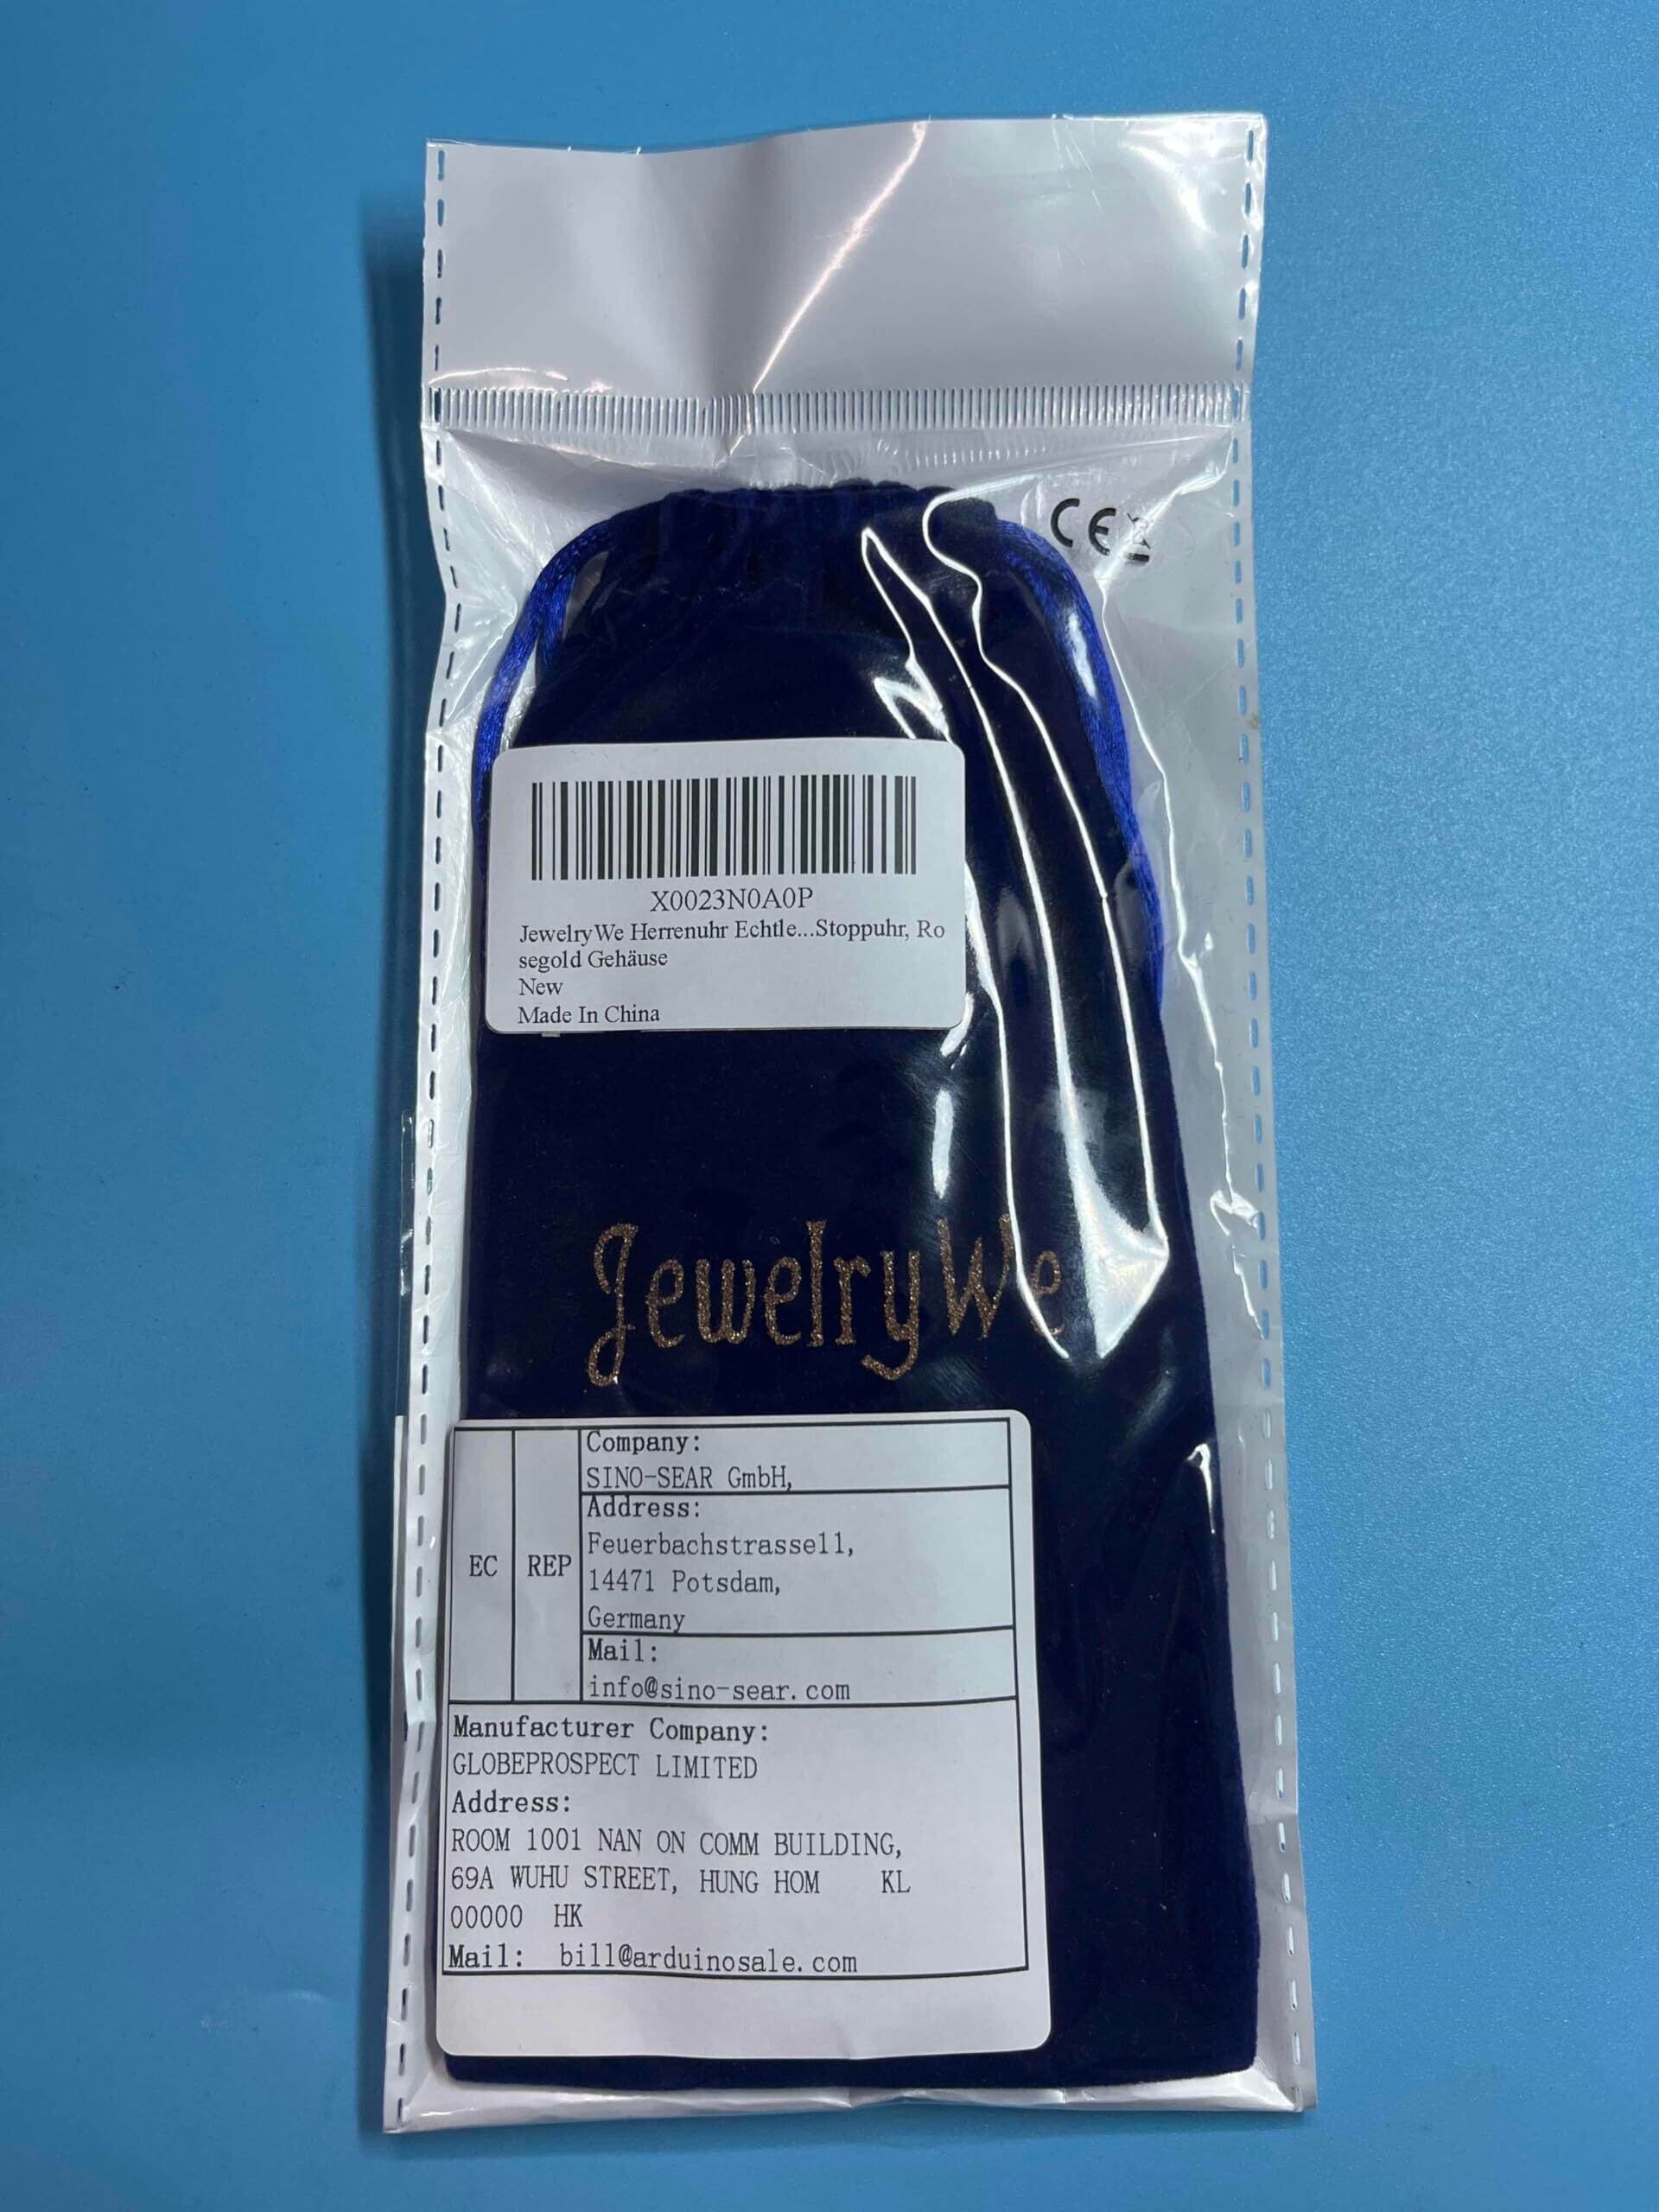 CE
X0023N0A0P
JewelryWe Herrenuhr Echtle...Stoppuhr, Ro
segold Gehäuse
New
Made In China
JewelryWe
EC REP
Company:
SINO-SEAR GmbH,
Address:
Feuerbachstrasse11,
14471 Potsdam,
Germany
Mail:
info@sino-sear.com
Manufacturer Company:
GLOBEPROSPECT LIMITED
Address:
ROOM 1001 NAN ON COMM BUILDING,
69A WUHU STREET, HUNG HOM KL
00000 HK
Mail: bill@arduinosale.com